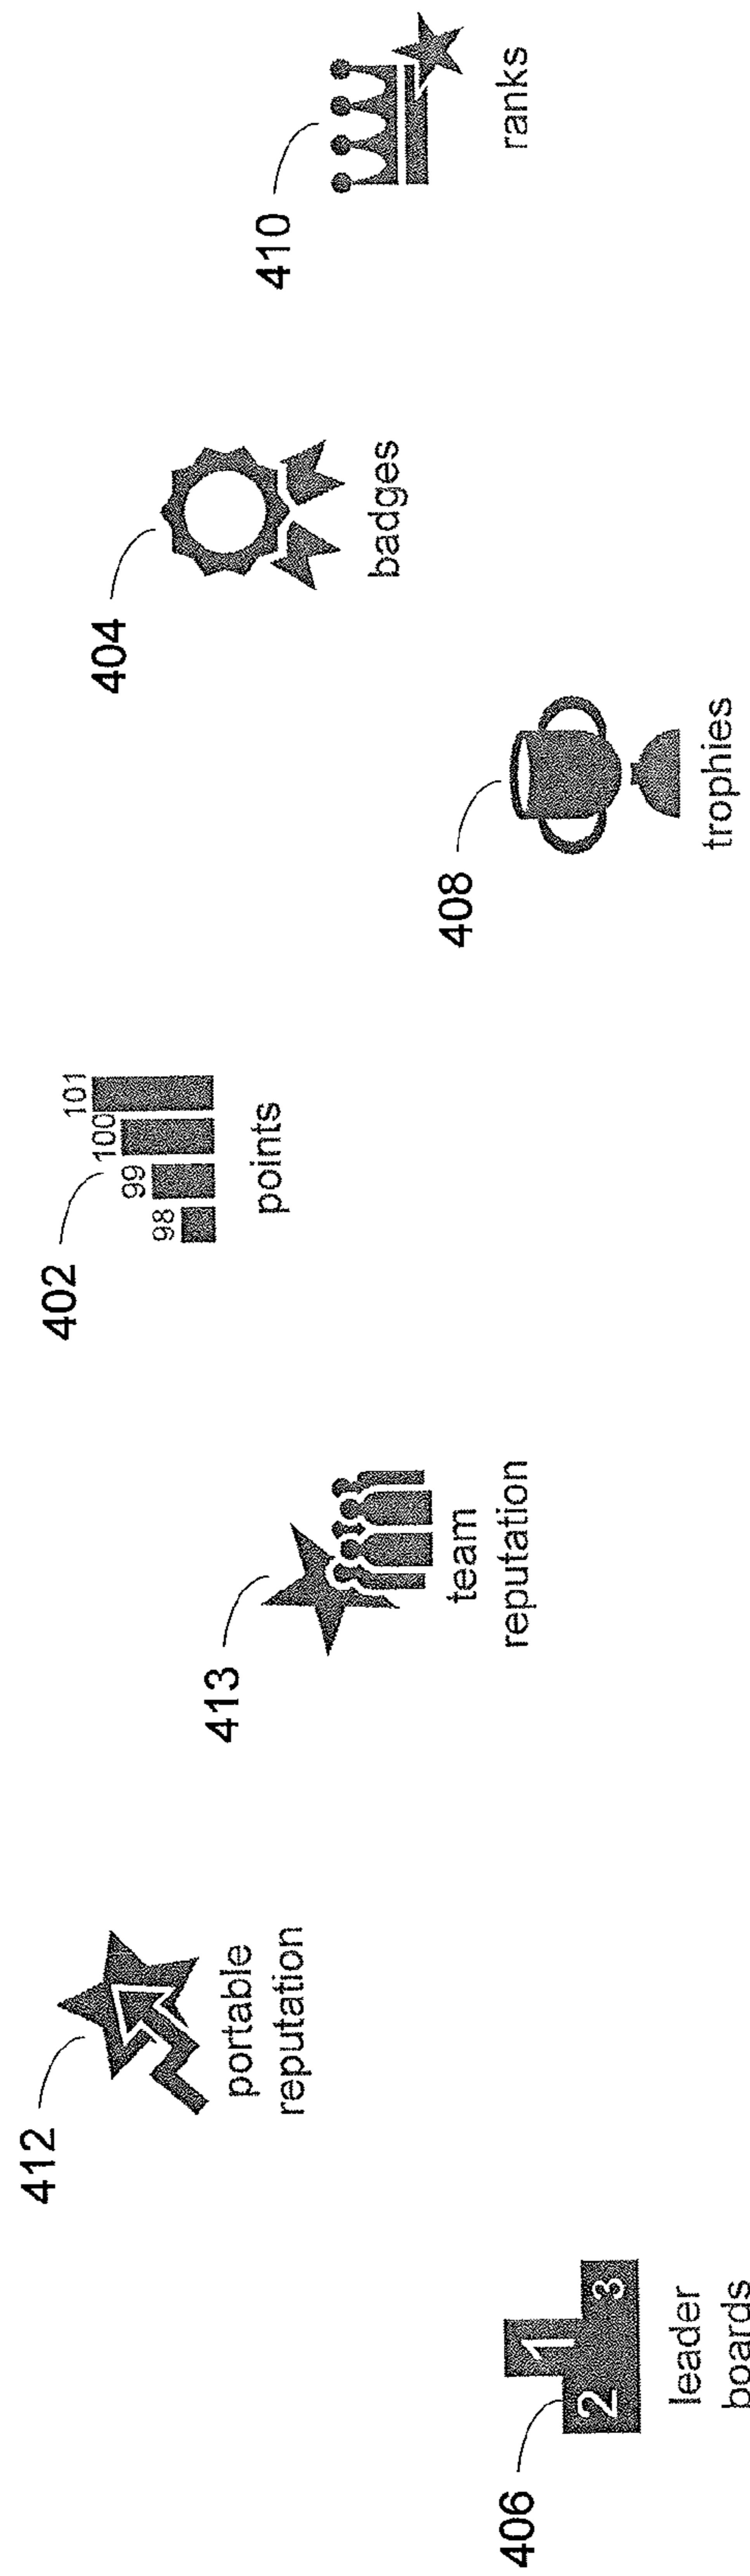 406
2
1
3
leader
boards
412
portable
reputation
413
team
reputation
402
98
99
100
101
points
408
trophies
404
badges
410
ranks